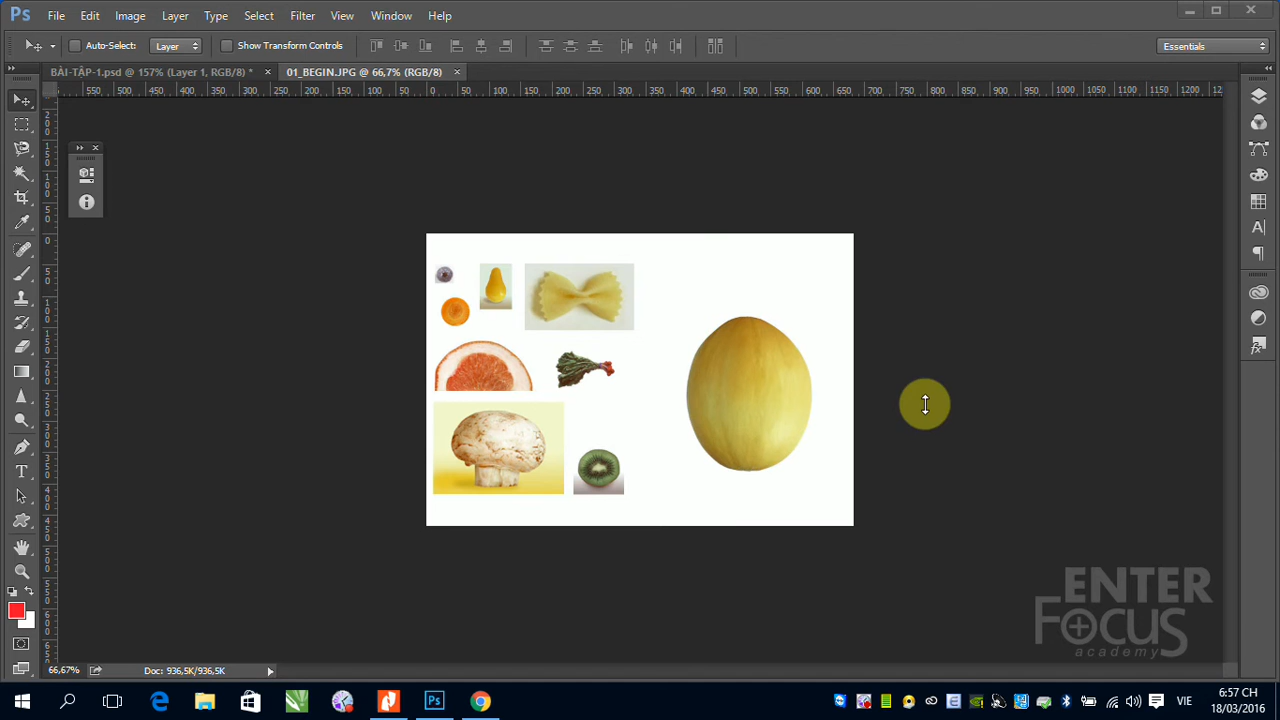 Ps File Edit Image Layer Type Select Filter View Window Help
Auto-Select: Layer Show Transform Controls Essentials
BÀI-TẬP-1.psd @ 157% (Layer 1, RGB/8) * × 01_BEGIN.JPG @ 66,7% (RGB/8) ×
550 500 450 400 350 300 250 200 150 100 50 0 50 100 150 200 250 300 350 400 450 500 550 600 650 700 750 800 850 900 950 1000 1050 1100 1150 1200
ENTER
FOCUS
academy
66,67% Doc: 936,5K/936,5K
VIE
6:57 CH
18/03/2016